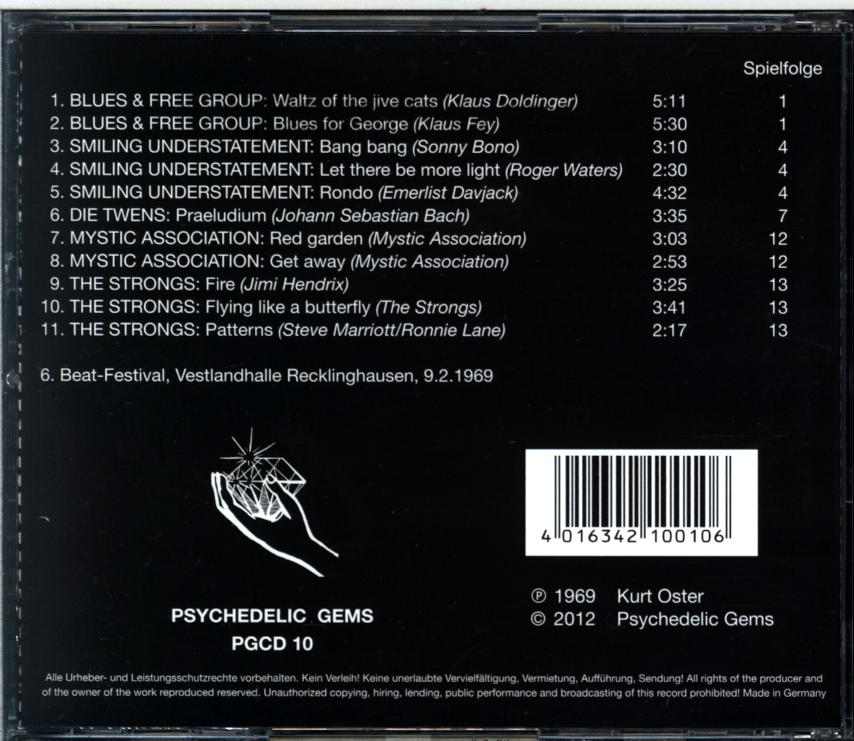 Spielfolge
1. BLUES & FREE GROUP: Waltz of the jive cats (Klaus Doldinger) 5:11 1
2. BLUES & FREE GROUP: Blues for George (Klaus Fey) 5:30 1
3. SMILING UNDERSTATEMENT: Bang bang (Sonny Bono) 3:10 4
4. SMILING UNDERSTATEMENT: Let there be more light (Roger Waters) 2:30 4
5. SMILING UNDERSTATEMENT: Rondo (Emerlist Davjack) 4:32 4
6. DIE TWENS: Praeludium (Johann Sebastian Bach) 3:35 7
7. MYSTIC ASSOCIATION: Red garden (Mystic Association) 3:03 12
8. MYSTIC ASSOCIATION: Get away (Mystic Association) 2:53 12
9. THE STRONGS: Fire (Jimi Hendrix) 3:25 13
10. THE STRONGS: Flying like a butterfly (The Strongs) 3:41 13
11. THE STRONGS: Patterns (Steve Marriott/Ronnie Lane) 2:17 13
6. Beat-Festival, Vestlandhalle Recklinghausen, 9.2.1969
4 016342 100106
℗ 1969 Kurt Oster
© 2012 Psychedelic Gems
PSYCHEDELIC GEMS
PGCD 10
Alle Urheber- und Leistungsschutzrechte vorbehalten. Kein Verleih! Keine unerlaubte Vervielfältigung, Vermietung, Aufführung, Sendung! All rights of the producer and
of the owner of the work reproduced reserved. Unauthorized copying, hiring, lending, public performance and broadcasting of this record prohibited! Made in Germany